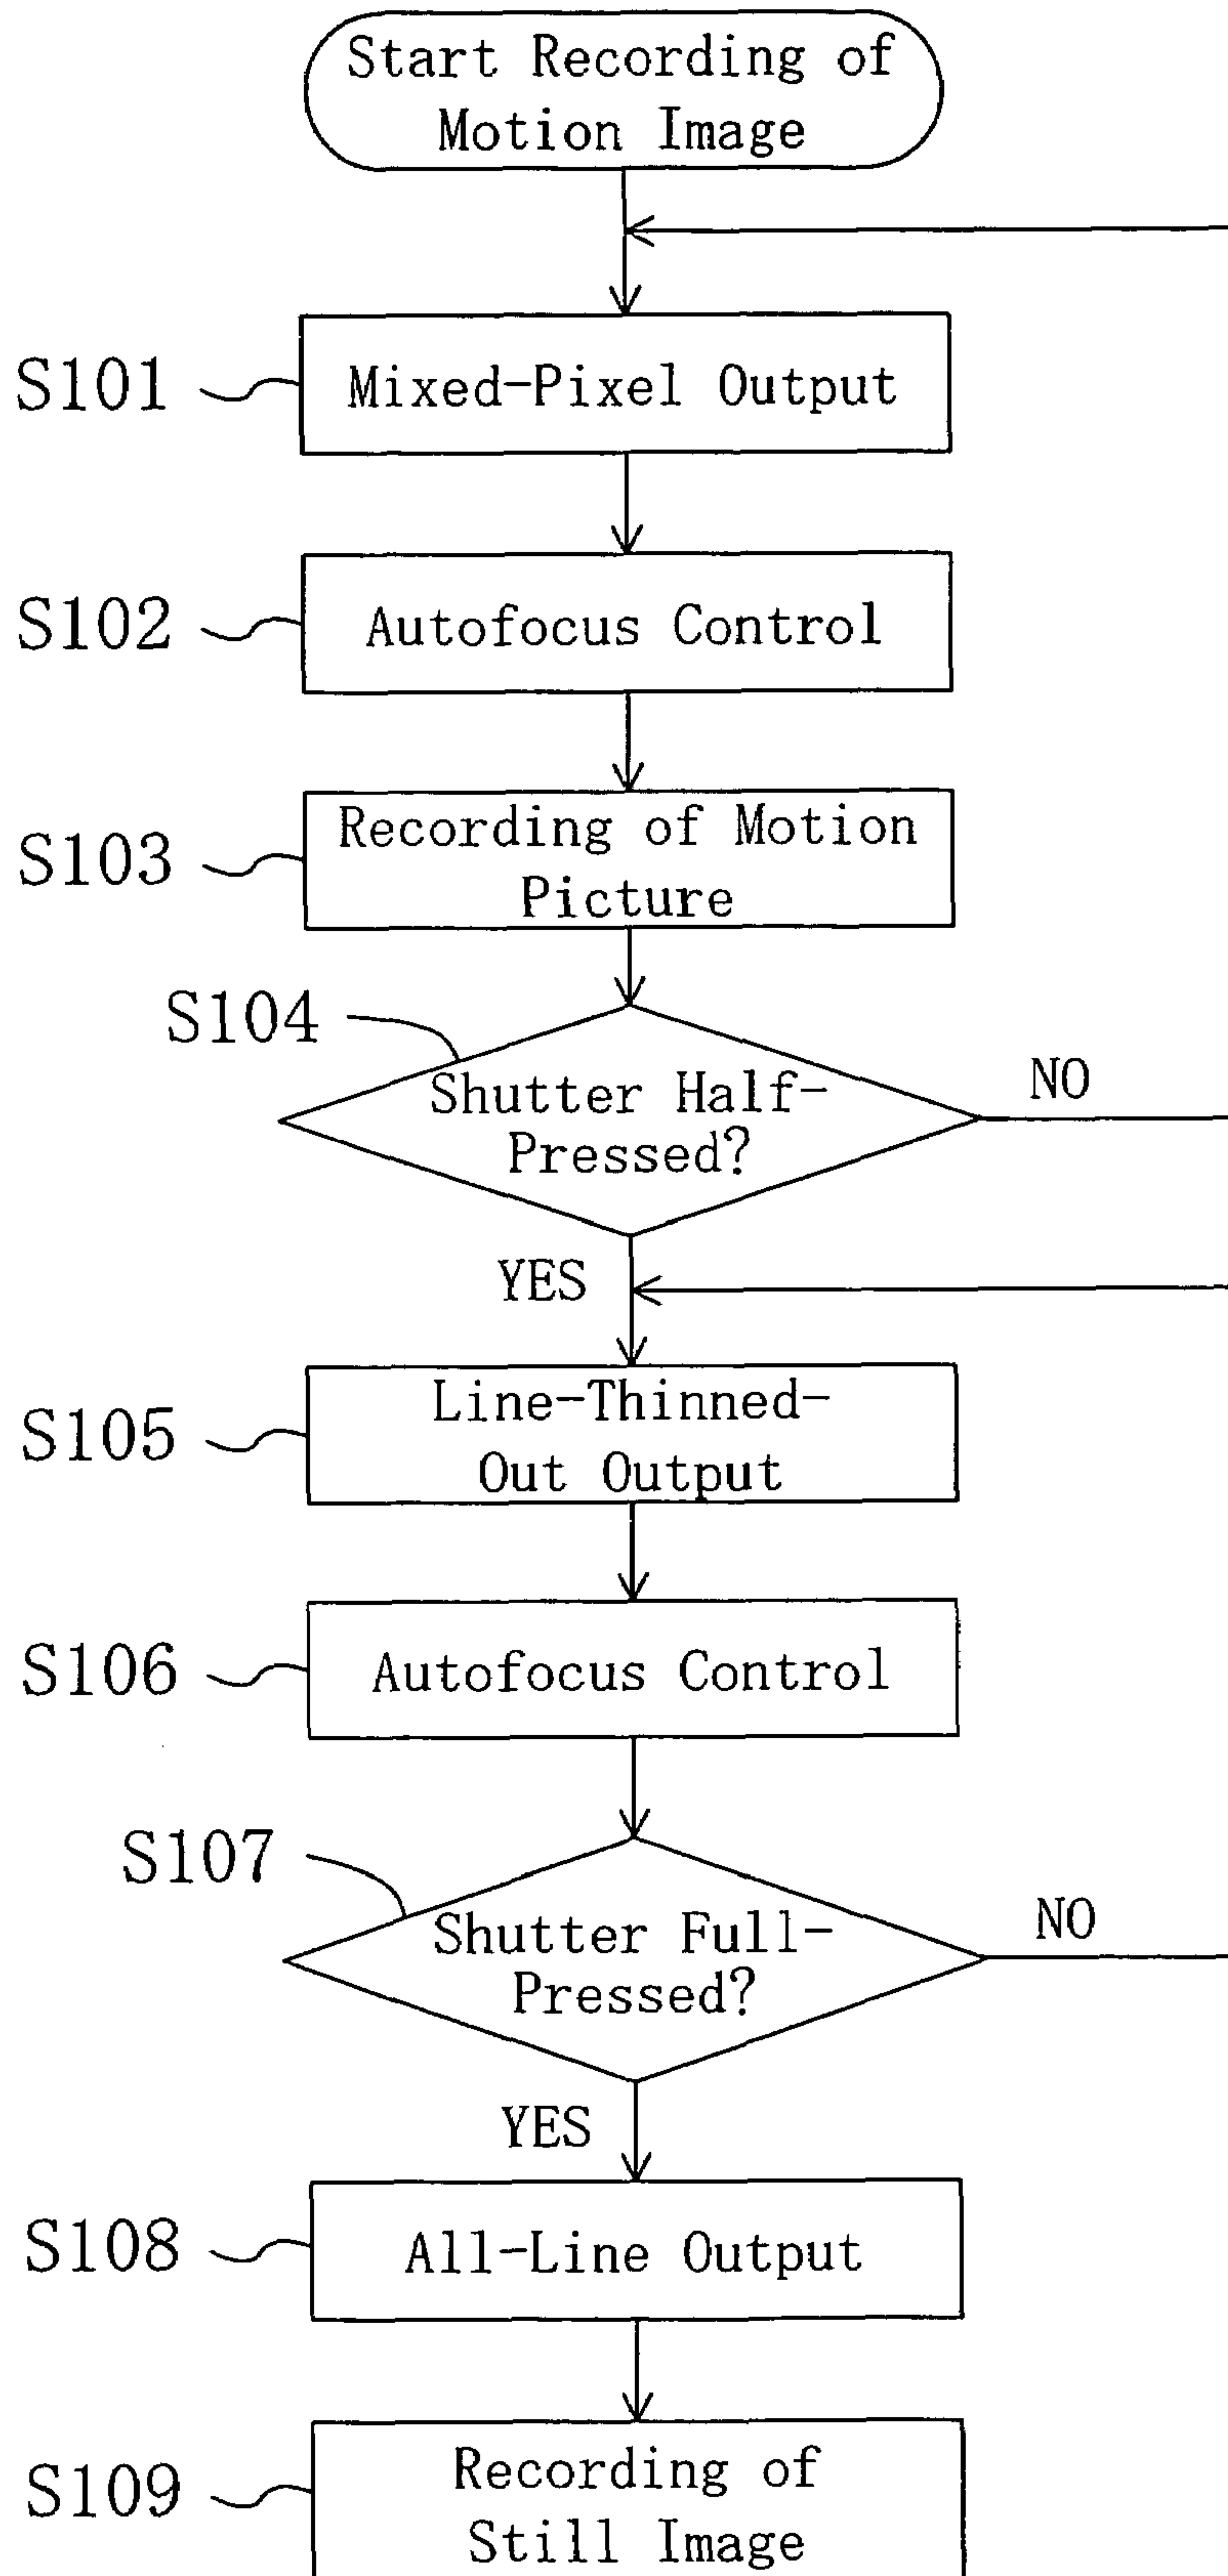 Start Recording of
Motion Image
S101
Mixed-Pixel Output
S102
Autofocus Control
S103
Recording of Motion
Picture
S104
Shutter Half-
Pressed?
NO
YES
S105
Line-Thinned-
Out Output
S106
Autofocus Control
S107
Shutter Full-
Pressed?
NO
YES
S108
All-Line Output
S109
Recording of
Still Image